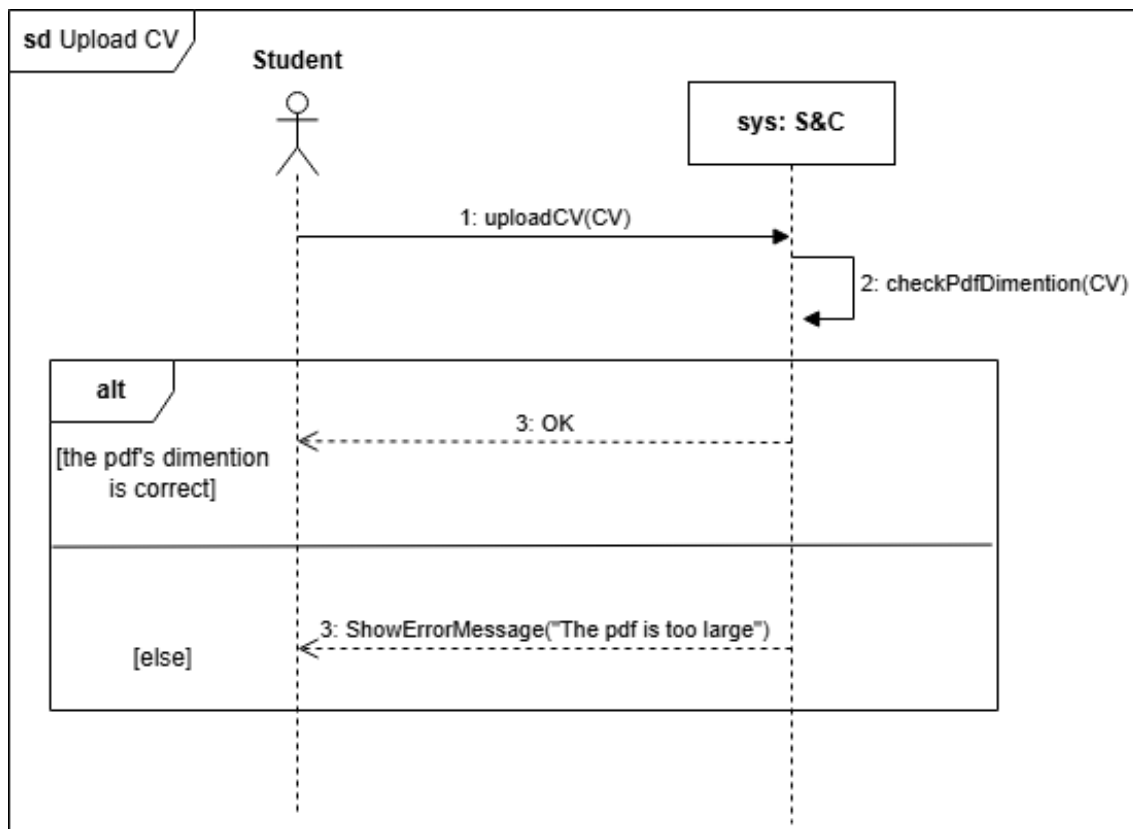 sd Upload CV
Student
sys: S&C
1: uploadCV(CV)
2: checkPdfDimention(CV)
alt
3: OK
[the pdf's dimention
is correct]
3: ShowErrorMessage("The pdf is too large")
[else]